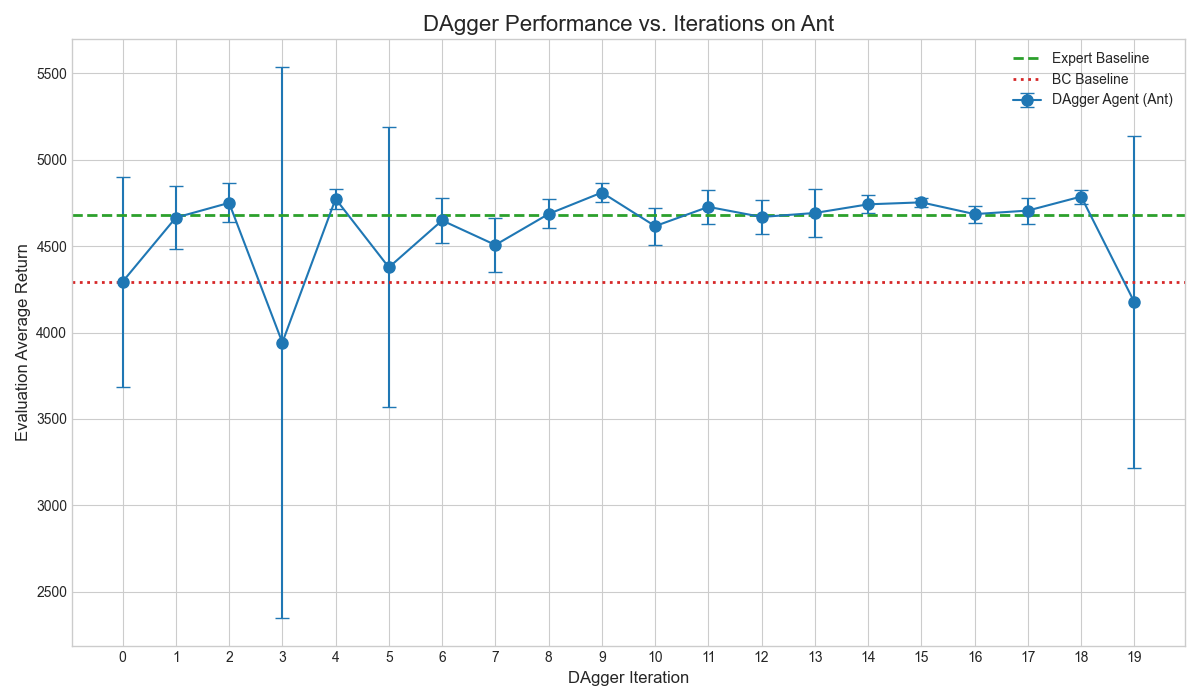 DAgger Performance vs. Iterations on Ant
Expert Baseline
BC Baseline
DAgger Agent (Ant)
Evaluation Average Return
5500
5000
4500
4000
3500
3000
2500
0 1 2 3 4 5 6 7 8 9 10 11 12 13 14 15 16 17 18 19
DAgger Iteration